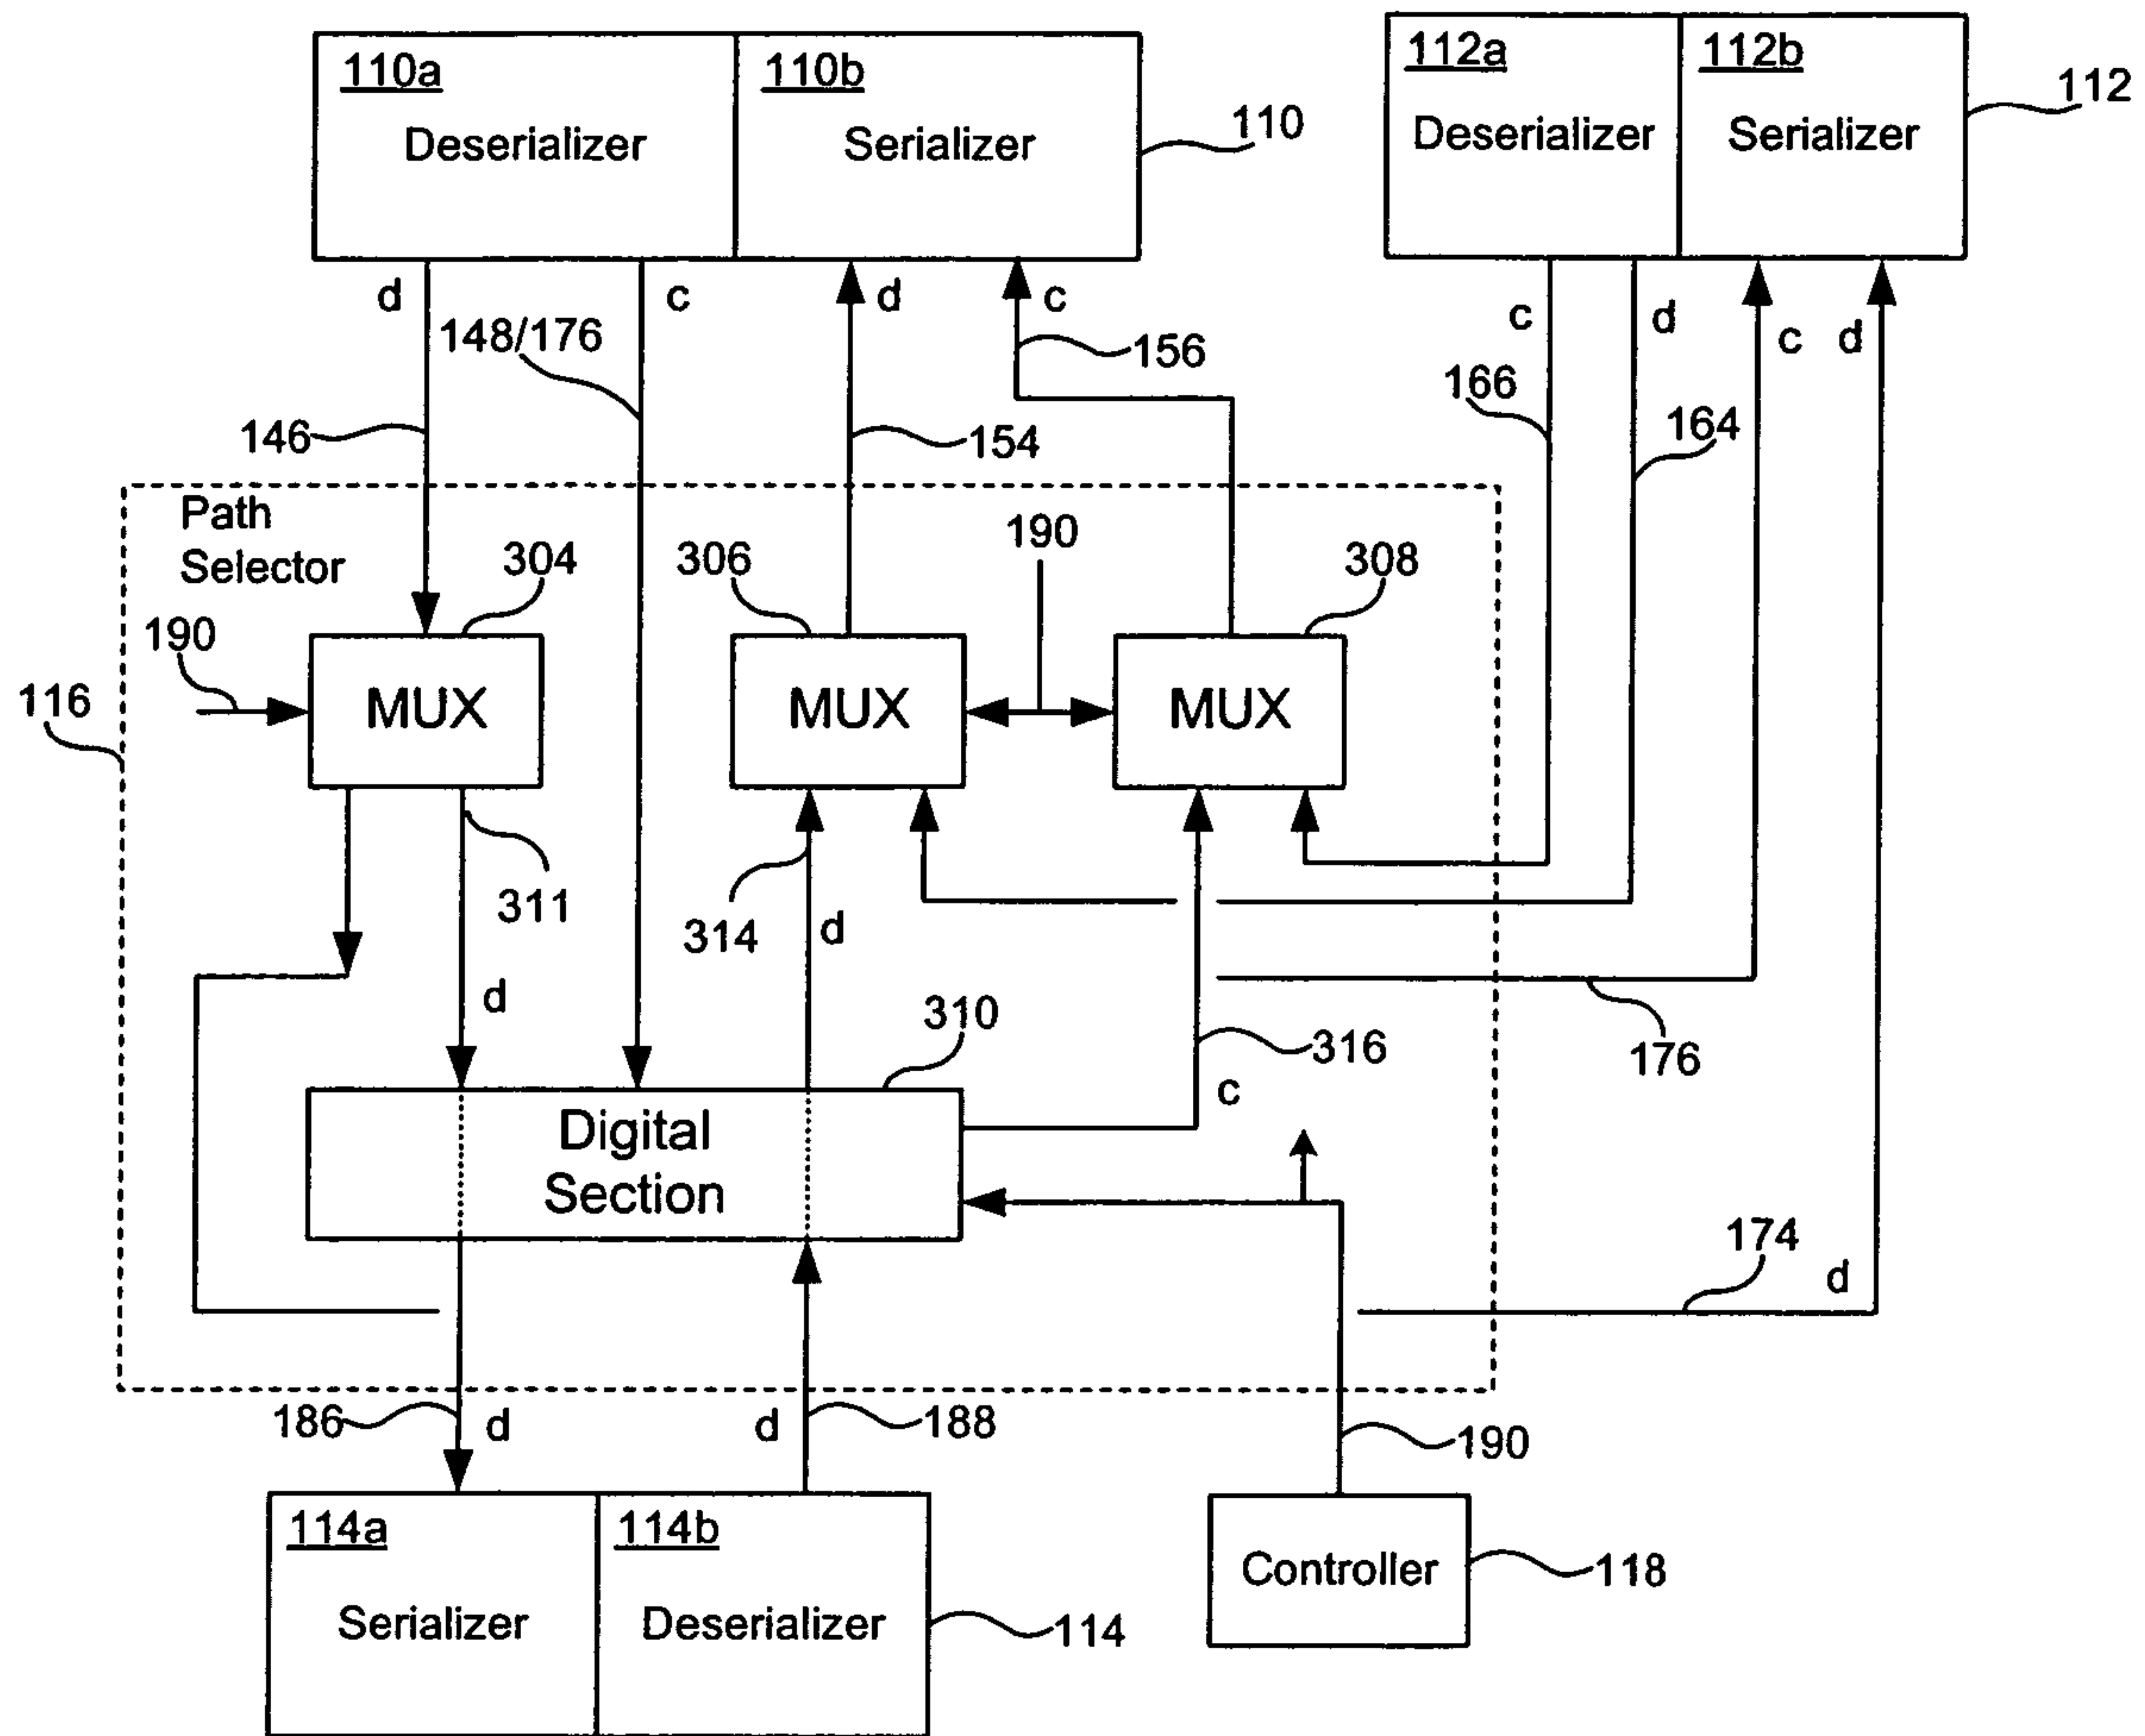 110a
Deserializer
110b
Serializer
110
112a
Deserializer
112b
Serializer
112
d
c
d
c
c
d
c
d
148/176
156
166
146
154
164
Path
Selector
304
306
190
308
190
116
MUX
MUX
MUX
311
314
d
d
310
316
176
c
Digital
Section
174
d
186
d
d
188
190
114a
Serializer
114b
Deserializer
114
Controller
118